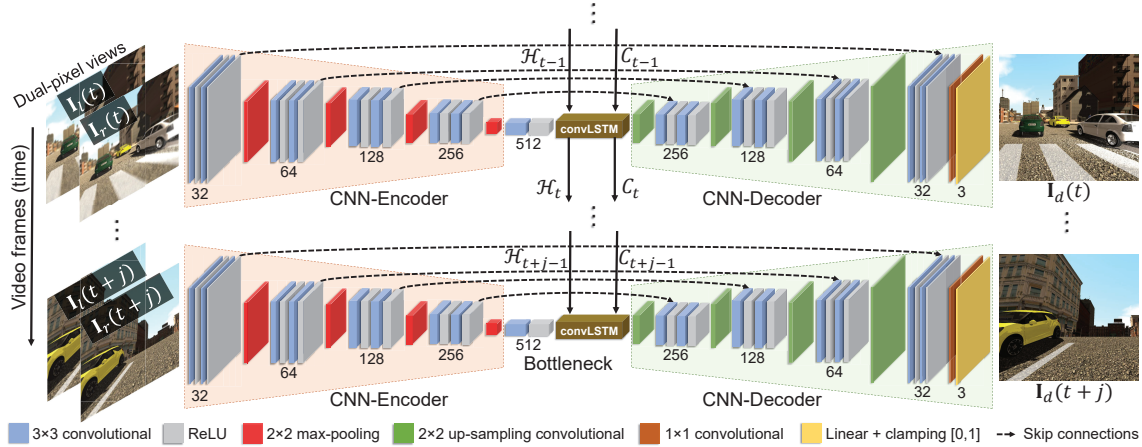 Dual-pixel views
Video frames (time)
I_l(t)
I_r(t)
ℋ_{t−1}
C_{t−1}
convLSTM
32
64
128
256
512
256
128
64
32
3
CNN-Encoder
ℋ_t
C_t
CNN-Decoder
I_d(t)
I_l(t + j)
I_r(t + j)
ℋ_{t+j−1}
C_{t+j−1}
convLSTM
32
64
128
256
512
256
128
64
32
3
CNN-Encoder
Bottleneck
CNN-Decoder
I_d(t + j)
3×3 convolutional
ReLU
2×2 max-pooling
2×2 up-sampling convolutional
1×1 convolutional
Linear + clamping [0,1]
Skip connections